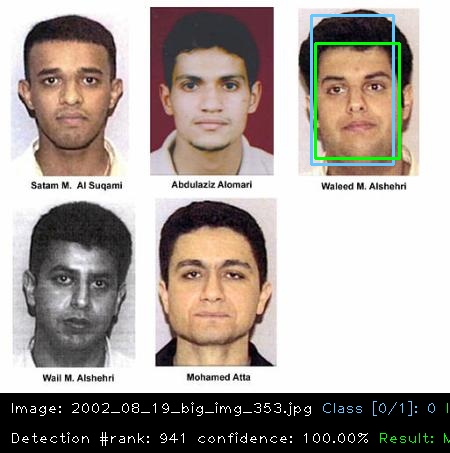 Satam M. Al Suqami
Abdulaziz Alomari
Waleed M. Alshehri
Wail M. Alshehri
Mohamed Atta
Image: 2002_08_19_big_img_353.jpg Class [0/1]: 0
Detection #rank: 941 confidence: 100.00% Result: